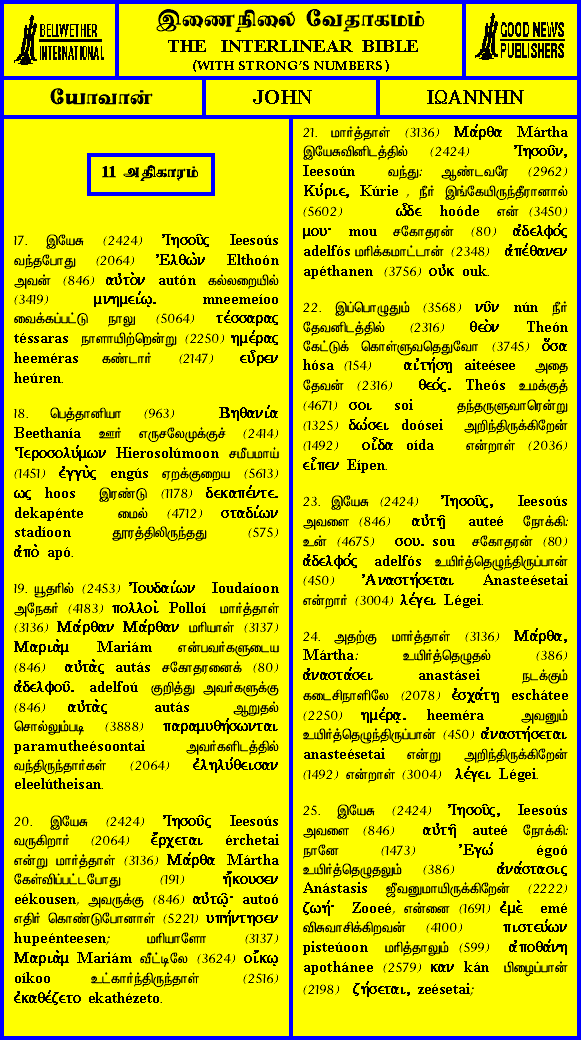 BELLWETHER
INTERNATIONAL
இணைநிலை வேதாகமம்
THE INTERLINEAR BIBLE
(WITH STRONG'S NUMBERS)
GOOD NEWS
PUBLISHERS
யோவான்
JOHN
ΙΩΑΝΝΗΝ
11 அதிகாரம்
17. இயேசு (2424) Ἰησοῦς Ieesoús
வந்தபோது (2064) Ἐλθὼν Elthoón
அவன் (846) αὐτὸν autón கல்லறையில்
(3419) μνημείῳ. mneemeíoo
வைக்கப்பட்டு நாலு (5064) τέσσαρας
téssaras நாளாயிற்றென்று (2250) ἡμέρας
heeméras கண்டார் (2147) εὗρεν
heúren.
18. பெத்தானியா (963) Βηθανία
Beethanía ஊர் எருசலேமுக்குச் (2414)
Ἱεροσολύμων Hierosolúmoon சமீபமாய்
(1451) ἐγγὺς engús ஏறக்குறைய (5613)
ως hoos இரண்டு (1178) δεκαπέντε.
dekapénte மைல் (4712) σταδίων
stadíoon தூரத்திலிருந்தது (575)
ἀπὸ apó.
19. யூதரில் (2453) Ἰουδαίων Ioudaíoon
அநேகர் (4183) πολλοὶ Polloí மார்த்தாள்
(3136) Μάρθαν Μάρθαν மரியாள் (3137)
Μαριὰμ Mariám என்பவர்களுடைய
(846) αὐτὰς autás சகோதரனைக் (80)
ἀδελφοῦ. adelfoú குறித்து அவர்களுக்கு
(846) αὐτὰς autás ஆறுதல்
சொல்லும்படி (3888) παραμυθήσωνται
paramutheésoontai அவர்களிடத்தில்
வந்திருந்தார்கள் (2064) ἐληλύθεισαν
eleelútheisan.
20. இயேசு (2424) Ἰησοῦς Ieesoús
வருகிறார் (2064) ἔρχεται érchetai
என்று மார்த்தாள் (3136) Μάρθα Mártha
கேள்விப்பட்டபோது (191) ἤκουσεν
eékousen, அவருக்கு (846) αὐτῷ· autoó
எதிர் கொண்டுபோனாள் (5221) υπήντησεν
hupeénteesen; மரியாளோ (3137)
Μαριὰμ Mariám வீட்டிலே (3624) οἴκῳ
oíkoo உட்கார்ந்திருந்தாள் (2516)
ἐκαθέζετο ekathézeto.
21. மார்த்தாள் (3136) Μάρθα Mártha
இயேசுவினிடத்தில் (2424) Ἰησοῦν,
Ieesoún வந்து: ஆண்டவரே (2962)
Κύριε, Kúrie , நீர் இங்கேயிருந்தீரானால்
(5602) ὧδε hoóde என் (3450)
μου· mou சகோதரன் (80) ἀδελφός
adelfós மரிக்கமாட்டான் (2348) ἀπέθανεν
apéthanen (3756) οὐκ ouk.
22. இப்பொழுதும் (3568) νῦν nún நீர்
தேவனிடத்தில் (2316) θεὸν Theón
கேட்டுக் கொள்ளுவதெதுவோ (3745) ὅσα
hósa (154) αἰτήσῃ aiteésee அதை
தேவன் (2316) θεός. Theós உமக்குத்
(4671) σοι soi தந்தருளுவாரென்று
(1325) δώσει doósei அறிந்திருக்கிறேன்
(1492) οἶδα oída என்றாள் (2036)
εἶπεν Eípen.
23. இயேசு (2424) Ἰησοῦς, Ieesoús
அவளை (846) αὐτῇ auteé நோக்கி:
உன் (4675) σου. sou சகோதரன் (80)
ἀδελφός adelfós உயிர்த்தெழுந்திருப்பான்
(450) Ἀναστήσεται Anasteésetai
என்றார் (3004) λέγει Légei.
24. அதற்கு மார்த்தாள் (3136) Μάρθα,
Mártha: உயிர்த்தெழுதல் (386)
ἀναστάσει anastásei நடக்கும்
கடைசிநாளிலே (2078) ἐσχάτῃ eschátee
(2250) ἡμέρᾳ. heeméra அவனும்
உயிர்த்தெழுந்திருப்பான் (450) ἀναστήσεται
anasteésetai என்று அறிந்திருக்கிறேன்
(1492) என்றாள் (3004) λέγει Légei.
25. இயேசு (2424) Ἰησοῦς, Ieesoús
அவளை (846) αὐτῇ auteé நோக்கி:
நானே (1473) Ἐγώ égoó
உயிர்த்தெழுதலும் (386) ἀνάστασις
Anástasis ஜீவனுமாயிருக்கிறேன் (2222)
ζωή· Zooeé, என்னை (1691) ἐμὲ emé
விசுவாசிக்கிறவன் (4100) πιστεύων
pisteúoon மரித்தாலும் (599) ἀποθάνη
apothánee (2579) καν kán பிழைப்பான்
(2198) ζήσεται, zeésetai;